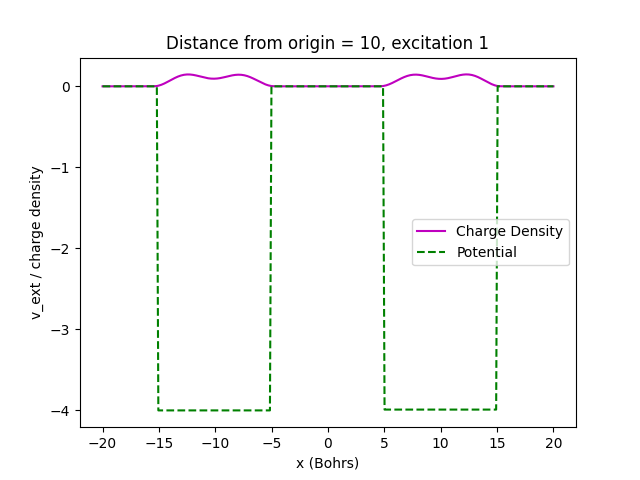 Distance from origin = 10, excitation 1
v_ext / charge density
0
−1
−2
−3
−4
Charge Density
Potential
−20 −15 −10 −5 0 5 10 15 20
x (Bohrs)